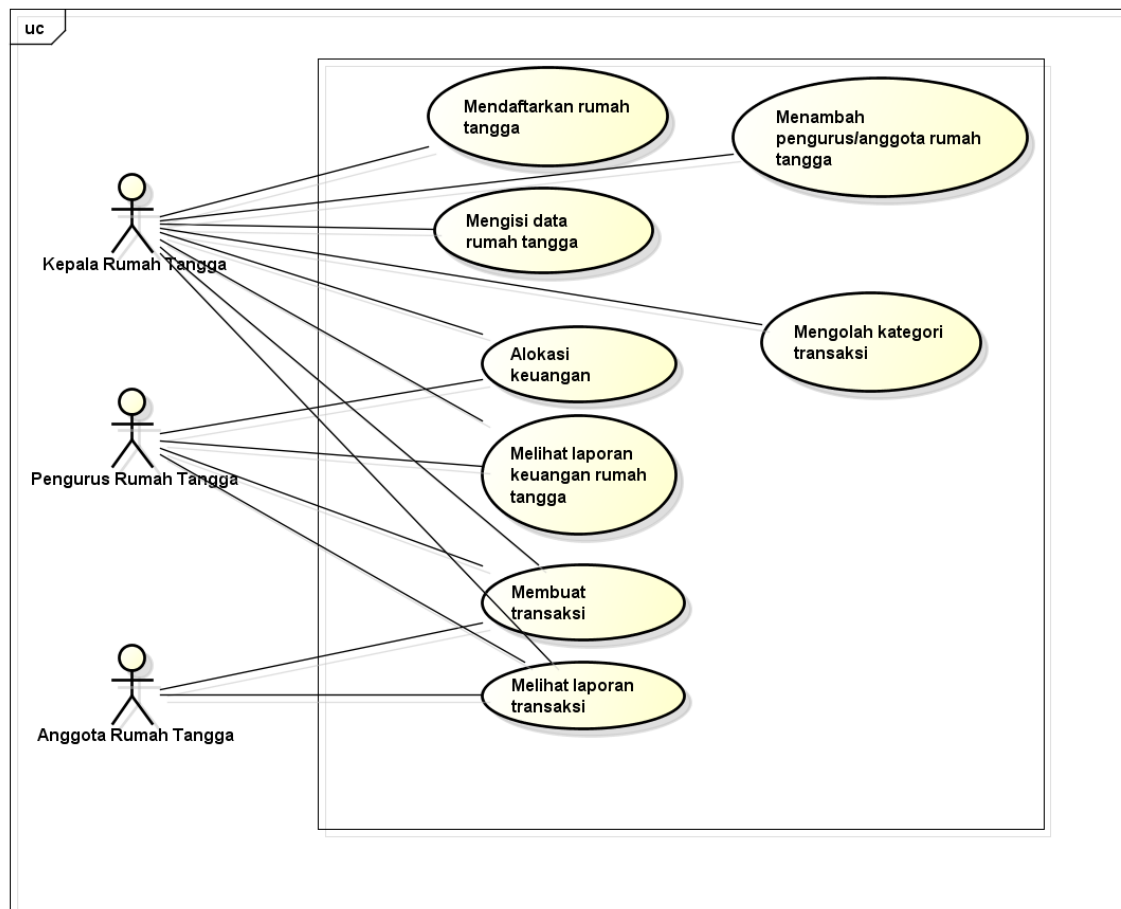 uc
Mendaftarkan rumah
tangga
Menambah
pengurus/anggota rumah
tangga
Mengisi data
rumah tangga
Kepala Rumah Tangga
Mengolah kategori
transaksi
Alokasi
keuangan
Pengurus Rumah Tangga
Melihat laporan
keuangan rumah
tangga
Membuat
transaksi
Melihat laporan
transaksi
Anggota Rumah Tangga